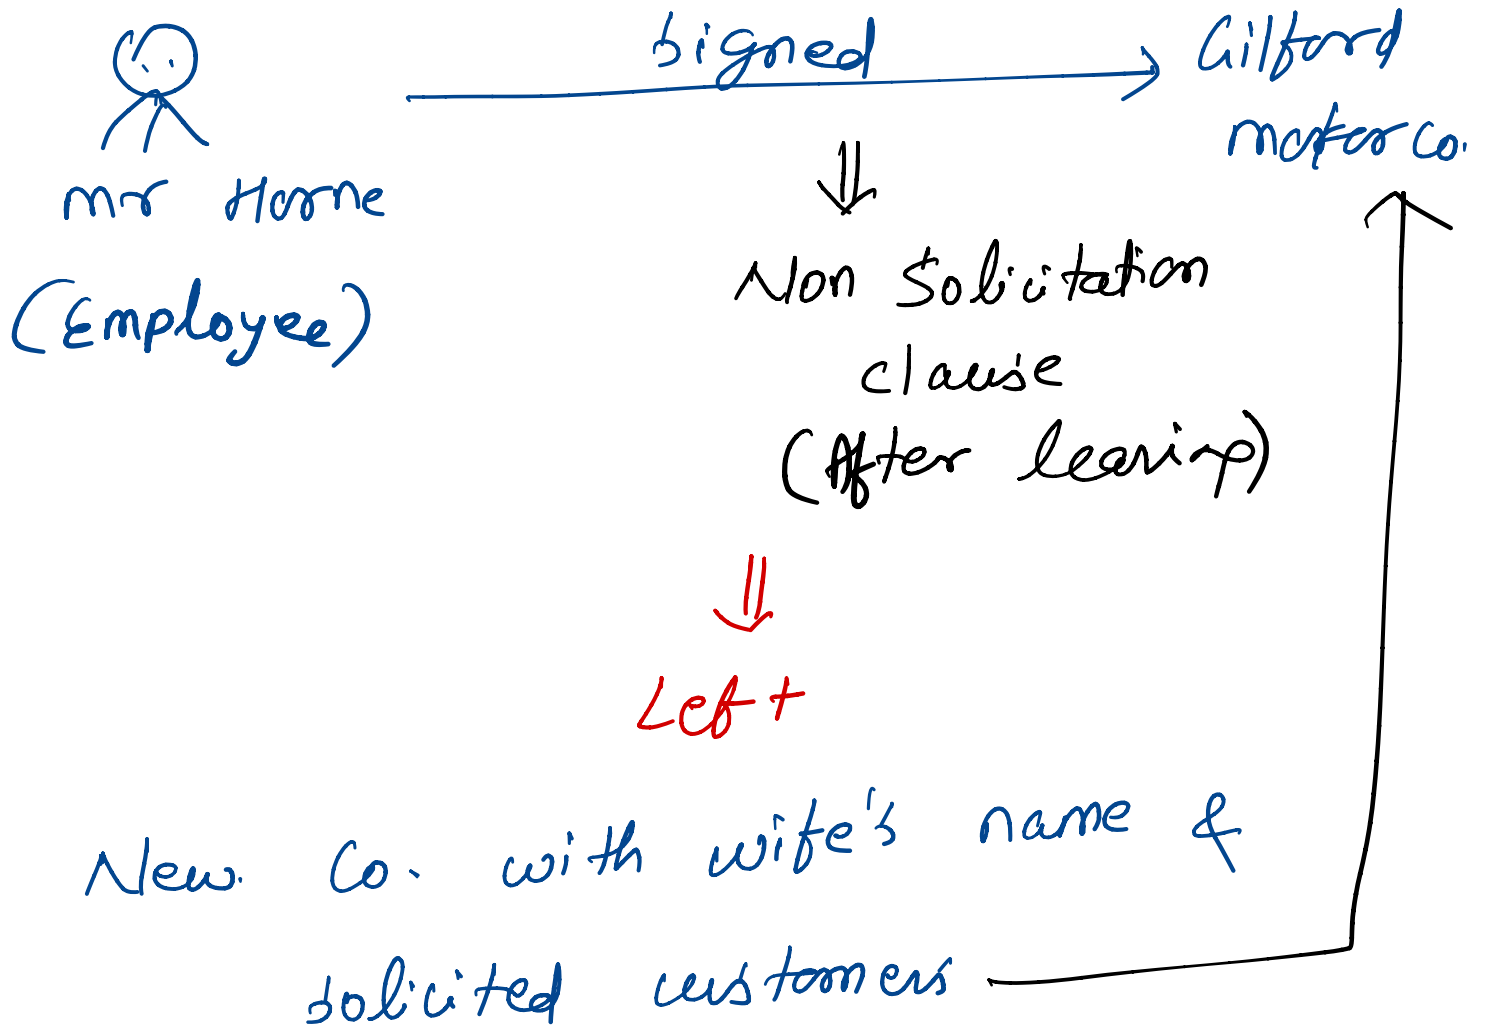 Signed
Gilford
motor Co.
Mr Horne
(Employee)
Non Solicitation
clause
(After leaving)
Left
New Co. with wife's name &
solicited customers